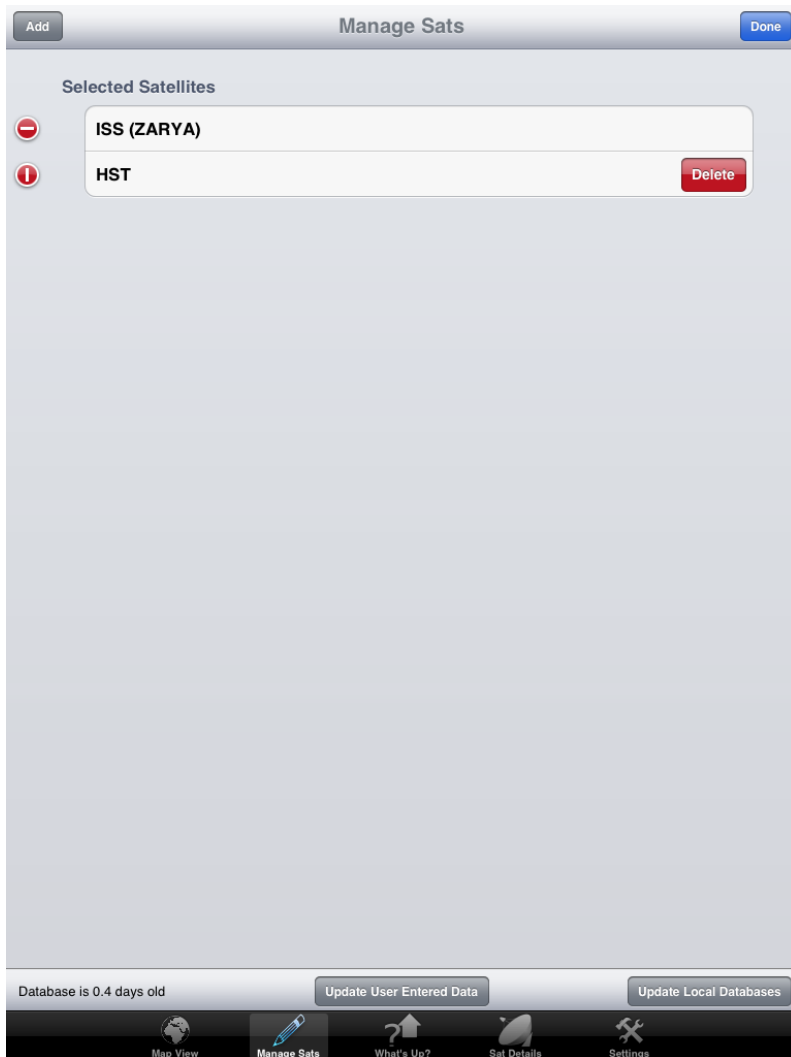 Add Manage Sats Done
Selected Satellites
ISS (ZARYA)
HST Delete
Database is 0.4 days old Update User Entered Data Update Local Databases
Map View Manage Sats What's Up? Sat Details Settings